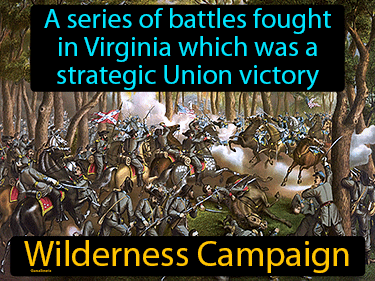 A series of battles fought
in Virginia which was a
strategic Union victory
Wilderness Campaign